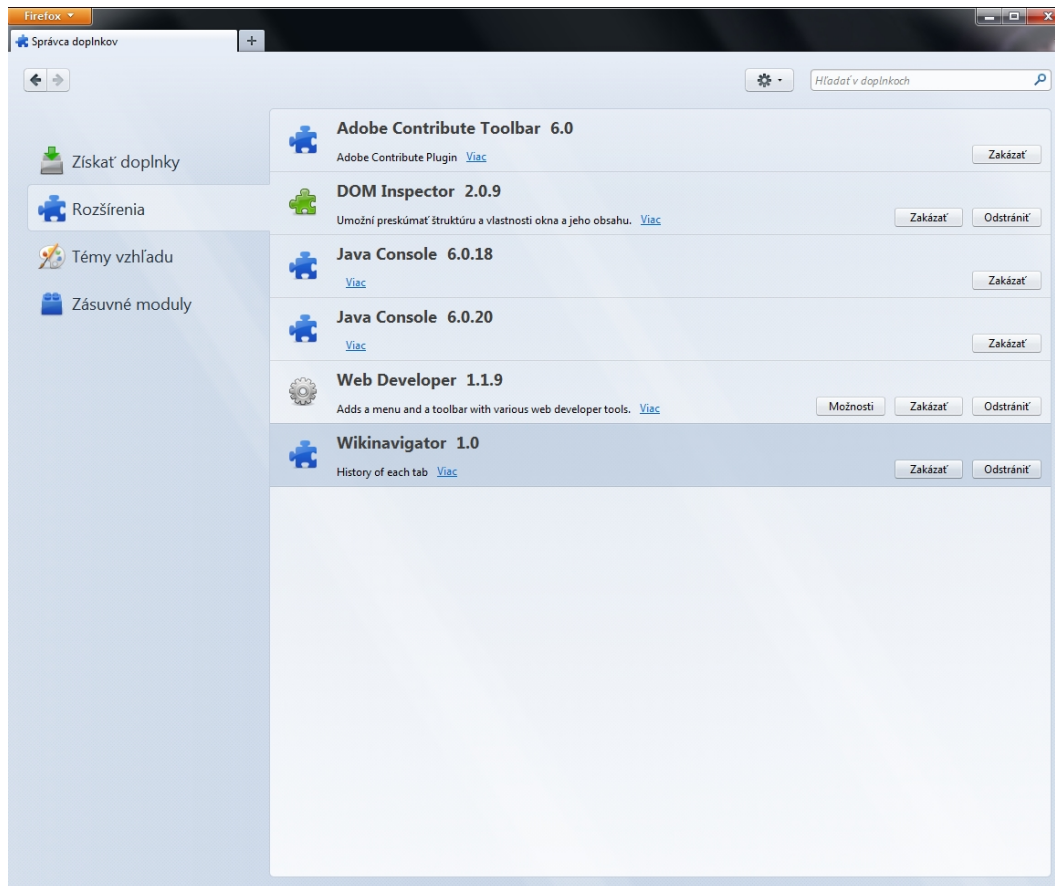 Firefox
Správca doplnkov
Hľadať v doplnkoch
Získať doplnky
Rozšírenia
Témy vzhľadu
Zásuvné moduly
Adobe Contribute Toolbar 6.0
Adobe Contribute Plugin Viac
Zakázať
DOM Inspector 2.0.9
Umožní preskúmať štruktúru a vlastnosti okna a jeho obsahu. Viac
Zakázať Odstrániť
Java Console 6.0.18
Viac
Zakázať
Java Console 6.0.20
Viac
Zakázať
Web Developer 1.1.9
Adds a menu and a toolbar with various web developer tools. Viac
Možnosti Zakázať Odstrániť
Wikinavigator 1.0
History of each tab Viac
Zakázať Odstrániť